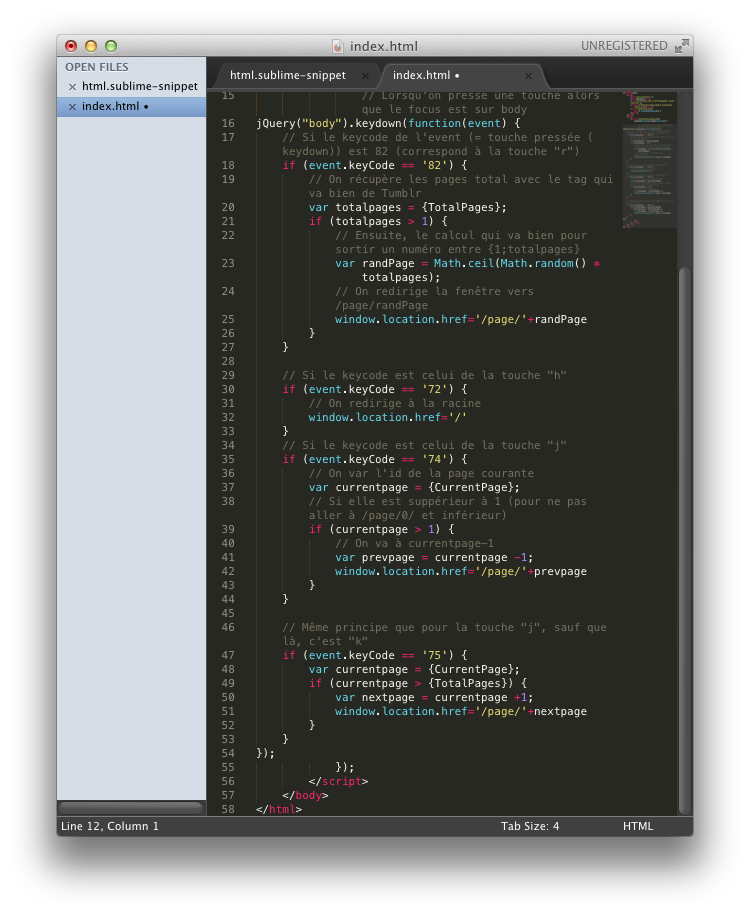 index.html
UNREGISTERED
OPEN FILES
html.sublime-snippet
index.html
html.sublime-snippet
index.html
15 // Lorsqu'on presse une touche alors
que le focus est sur body
16 jQuery("body").keydown(function(event) {
17 // Si le keycode de l'event (= touche pressée (
keydown)) est 82 (correspond à la touche "r")
18 if (event.keyCode == '82') {
19 // On récupère les pages total avec le tag qui
va bien de Tumblr
20 var totalpages = {TotalPages};
21 if (totalpages > 1) {
22 // Ensuite, le calcul qui va bien pour
sortir un numéro entre {1;totalpages}
23 var randPage = Math.ceil(Math.random() *
totalpages);
24 // On redirige la fenêtre vers
/page/randPage
25 window.location.href='/page/'+randPage
26 }
27 }
28
29 // Si le keycode est celui de la touche "h"
30 if (event.keyCode == '72') {
31 // On redirige à la racine
32 window.location.href='/'
33 }
34 // Si le keycode est celui de la touche "j"
35 if (event.keyCode == '74') {
36 // On var l'id de la page courante
37 var currentpage = {CurrentPage};
38 // Si elle est suppérieur à 1 (pour ne pas
aller à /page/0/ et inférieur)
39 if (currentpage > 1) {
40 // On va à currentpage-1
41 var prevpage = currentpage -1;
42 window.location.href='/page/'+prevpage
43 }
44 }
45
46 // Même principe que pour la touche "j", sauf que
là, c'est "k"
47 if (event.keyCode == '75') {
48 var currentpage = {CurrentPage};
49 if (currentpage > {TotalPages}) {
50 var nextpage = currentpage +1;
51 window.location.href='/page/'+nextpage
52 }
53 }
54 });
55 });
56 </script>
57 </body>
58 </html>
Line 12, Column 1
Tab Size: 4
HTML